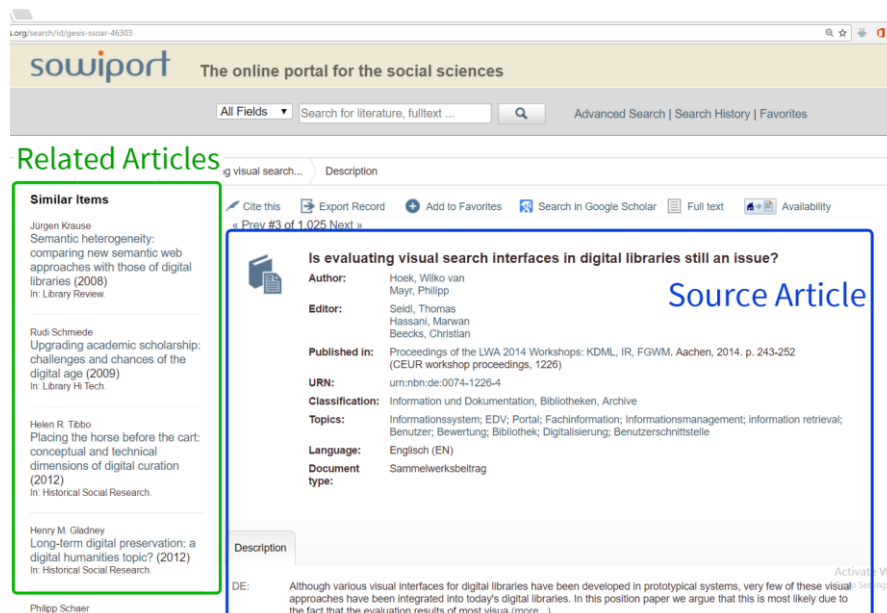 s.org/search/id/gesis-ssoar-46303
sowiport The online portal for the social sciences
All Fields Search for literature, fulltext ... Advanced Search | Search History | Favorites
Related Articles
g visual search... Description
Similar Items
Jürgen Krause
Semantic heterogeneity:
comparing new semantic web
approaches with those of digital
libraries (2008)
In: Library Review.
Rudi Schmiede
Upgrading academic scholarship:
challenges and chances of the
digital age (2009)
In: Library Hi Tech.
Helen R. Tibbo
Placing the horse before the cart:
conceptual and technical
dimensions of digital curation
(2012)
In: Historical Social Research.
Henry M. Gladney
Long-term digital preservation: a
digital humanities topic? (2012)
In: Historical Social Research.
Philipp Schaer
Cite this Export Record Add to Favorites Search in Google Scholar Full text Availability
« Prev #3 of 1.025 Next »
Is evaluating visual search interfaces in digital libraries still an issue?
Source Article
Author: Hoek, Wilko van
Mayr, Philipp
Editor: Seidl, Thomas
Hassani, Marwan
Beecks, Christian
Published in: Proceedings of the LWA 2014 Workshops: KDML, IR, FGWM. Aachen, 2014. p. 243-252
(CEUR workshop proceedings, 1226)
URN: urn:nbn:de:0074-1226-4
Classification: Information und Dokumentation, Bibliotheken, Archive
Topics: Informationssystem; EDV; Portal; Fachinformation; Informationsmanagement; information retrieval;
Benutzer; Bewertung; Bibliothek; Digitalisierung; Benutzerschnittstelle
Language: Englisch (EN)
Document Sammelwerksbeitrag
type:
Description
Activate W
DE: Although various visual interfaces for digital libraries have been developed in prototypical systems, very few of these visual
approaches have been integrated into today's digital libraries. In this position paper we argue that this is most likely due to
the fact that the evaluation results of most visua (more...)